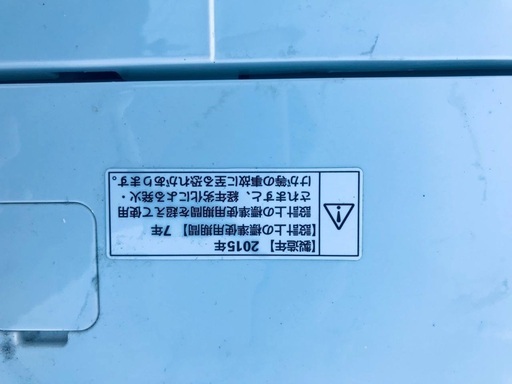 【製造年】2015年
【設計上の標準使用期間】7年
設計上の標準使用期間を超えて使用
されますと、経年劣化による発火・
けが等の事故に至る恐れがあります。